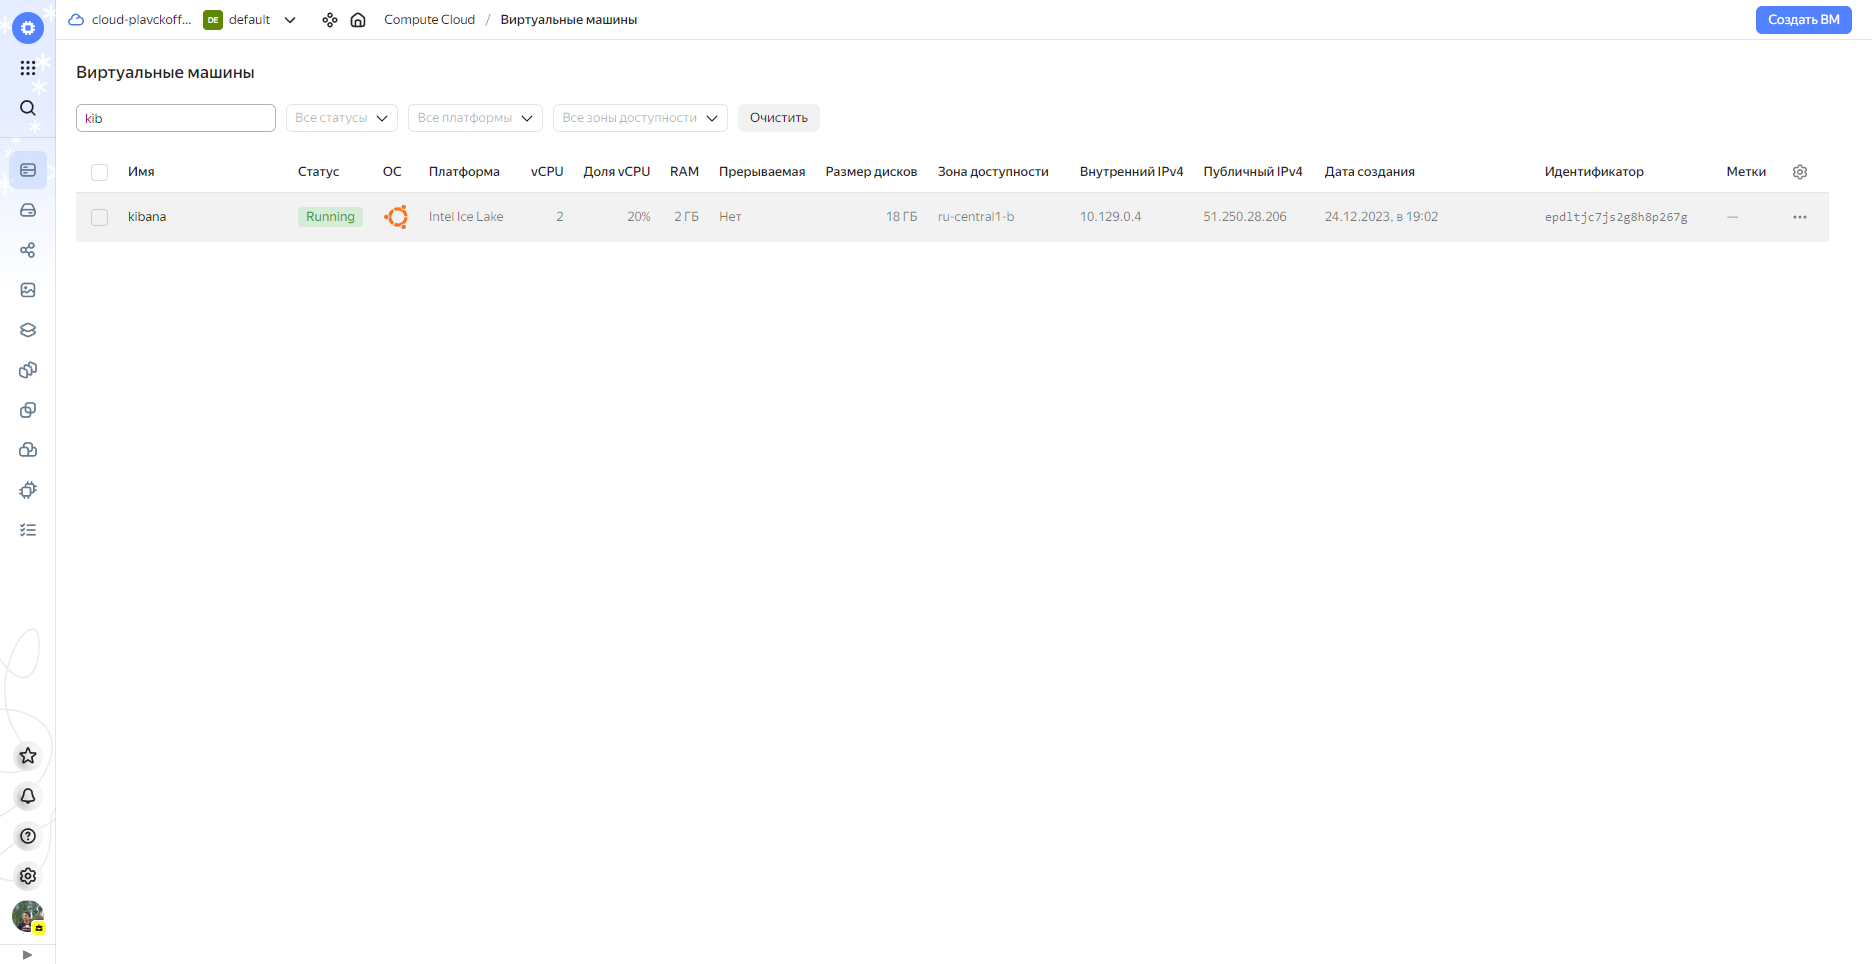 cloud-plavckoff... DE default Compute Cloud / Виртуальные машины Создать ВМ
Виртуальные машины
kib Все статусы Все платформы Все зоны доступности Очистить
Имя Статус ОС Платформа vCPU Доля vCPU RAM Прерываемая Размер дисков Зона доступности Внутренний IPv4 Публичный IPv4 Дата создания Идентификатор Метки
kibana Running Intel Ice Lake 2 20% 2 ГБ Нет 18 ГБ ru-central1-b 10.129.0.4 51.250.28.206 24.12.2023, в 19:02 epdltjc7js2g8h8p267g —